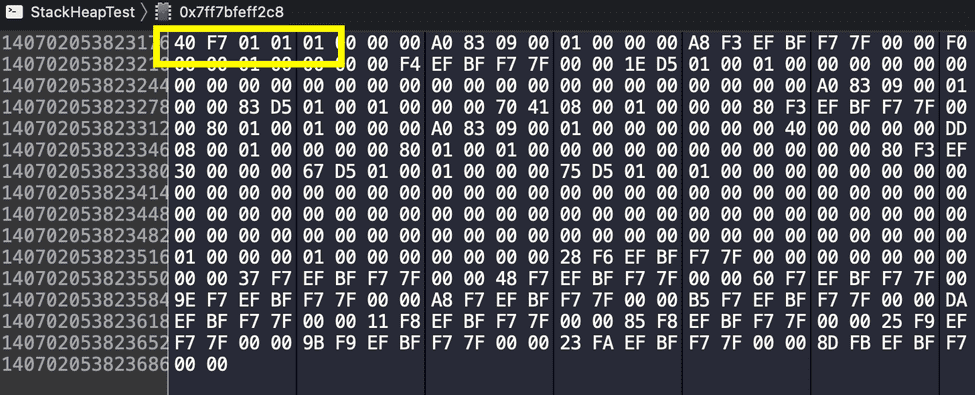 StackHeapTest 0x7ff7bfeff2c8
140702053823176 40 F7 01 01 01 00 00 00 A0 83 09 00 01 00 00 00 A8 F3 EF BF F7 7F 00 00 F0
140702053823210 00 00 01 00 00 00 00 F4 EF BF F7 7F 00 00 1E D5 01 00 01 00 00 00 00 00 00
140702053823244 00 00 00 00 00 00 00 00 00 00 00 00 00 00 00 00 00 00 00 00 A0 83 09 00 01
140702053823278 00 00 83 D5 01 00 01 00 00 00 70 41 08 00 01 00 00 00 80 F3 EF BF F7 7F 00
140702053823312 00 80 01 00 01 00 00 00 A0 83 09 00 01 00 00 00 00 00 00 40 00 00 00 00 DD
140702053823346 08 00 01 00 00 00 00 80 01 00 01 00 00 00 00 00 00 00 00 00 00 00 80 F3 EF
140702053823380 30 00 00 00 67 D5 01 00 01 00 00 00 75 D5 01 00 01 00 00 00 00 00 00 00 00
140702053823414 00 00 00 00 00 00 00 00 00 00 00 00 00 00 00 00 00 00 00 00 00 00 00 00 00
140702053823448 00 00 00 00 00 00 00 00 00 00 00 00 00 00 00 00 00 00 00 00 00 00 00 00 00
140702053823482 00 00 00 00 00 00 00 00 00 00 00 00 00 00 00 00 00 00 00 00 00 00 00 00 00
140702053823516 01 00 00 00 01 00 00 00 00 00 00 00 28 F6 EF BF F7 7F 00 00 00 00 00 00 00
140702053823550 00 00 37 F7 EF BF F7 7F 00 00 48 F7 EF BF F7 7F 00 00 60 F7 EF BF F7 7F 00
140702053823584 9E F7 EF BF F7 7F 00 00 A8 F7 EF BF F7 7F 00 00 B5 F7 EF BF F7 7F 00 00 DA
140702053823618 EF BF F7 7F 00 00 11 F8 EF BF F7 7F 00 00 85 F8 EF BF F7 7F 00 00 25 F9 EF
140702053823652 F7 7F 00 00 9B F9 EF BF F7 7F 00 00 23 FA EF BF F7 7F 00 00 8D FB EF BF F7
140702053823686 00 00